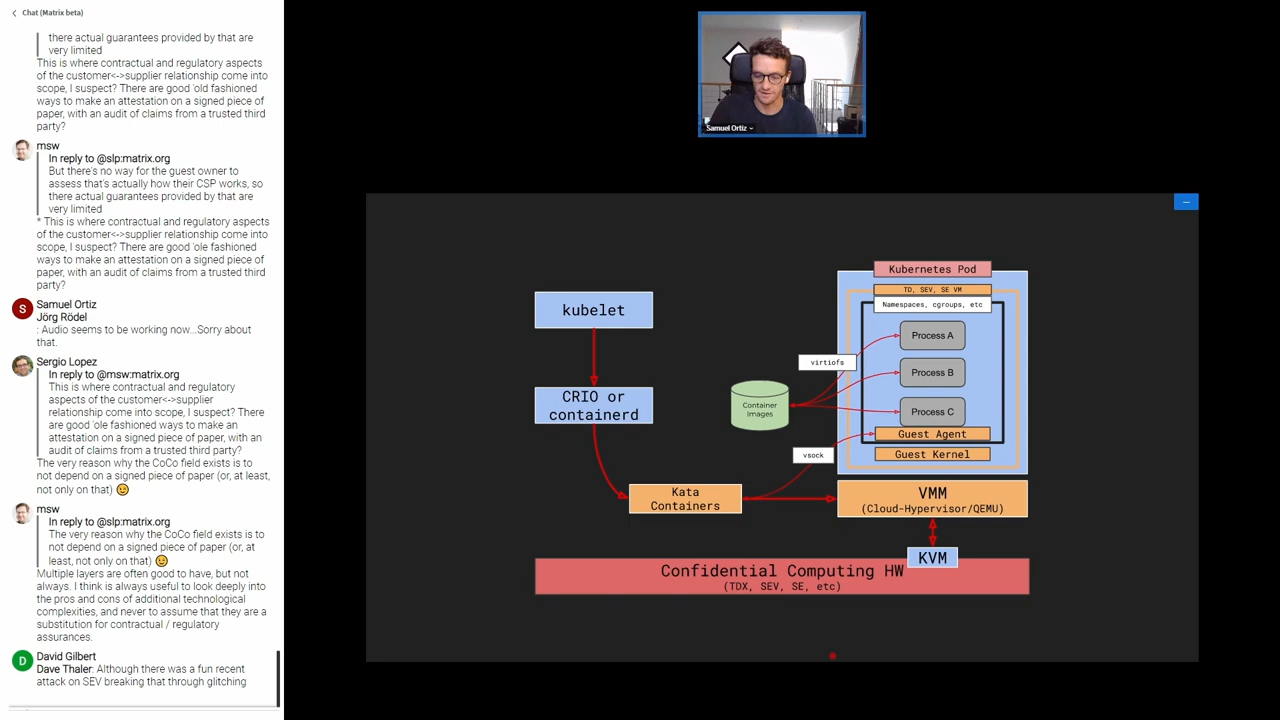 Chat (Matrix beta)
there actual guarantees provided by that are
very limited
This is where contractual and regulatory aspects
of the customer<->supplier relationship come into
scope, I suspect? There are good 'old fashioned
ways to make an attestation on a signed piece of
paper, with an audit of claims from a trusted third
party?
msw
In reply to @slp:matrix.org
But there's no way for the guest owner to
assess that's actually how their CSP works, so
there actual guarantees provided by that are
very limited
* This is where contractual and regulatory aspects
of the customer<->supplier relationship come into
scope, I suspect? There are good 'ole fashioned
ways to make an attestation on a signed piece of
paper, with an audit of claims from a trusted third
party?
S
Samuel Ortiz
Jörg Rödel
: Audio seems to be working now...Sorry about
that.
Sergio Lopez
In reply to @msw:matrix.org
This is where contractual and regulatory
aspects of the customer<->supplier
relationship come into scope, I suspect? There
are good 'ole fashioned ways to make an
attestation on a signed piece of paper, with an
audit of claims from a trusted third party?
The very reason why the CoCo field exists is to
not depend on a signed piece of paper (or, at least,
not only on that) 😉
msw
In reply to @slp:matrix.org
The very reason why the CoCo field exists is to
not depend on a signed piece of paper (or, at
least, not only on that) 😉
Multiple layers are often good to have, but not
always. I think is always useful to look deeply into
the pros and cons of additional technological
complexities, and never to assume that they are a
substitution for contractual / regulatory
assurances.
D
David Gilbert
Dave Thaler: Although there was a fun recent
attack on SEV breaking that through glitching
Samuel Ortiz
kubelet
CRIO or
containerd
Kata
Containers
Container
Images
virtiofs
vsock
Kubernetes Pod
TD, SEV, SE VM
Namespaces, cgroups, etc
Process A
Process B
Process C
Guest Agent
Guest Kernel
VMM
(Cloud-Hypervisor/QEMU)
KVM
Confidential Computing HW
(TDX, SEV, SE, etc)